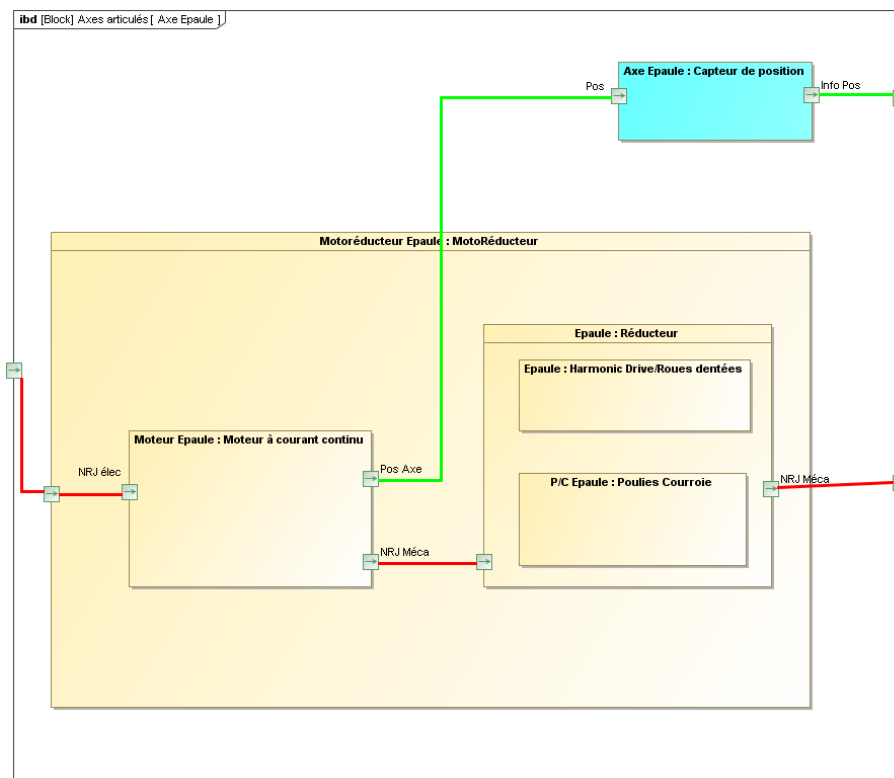 ibd [Block] Axes articulés [ Axe Epaule ]
Axe Epaule : Capteur de position
Pos
Info Pos
Motoréducteur Epaule : MotoRéducteur
Epaule : Réducteur
Epaule : Harmonic Drive/Roues dentées
Moteur Epaule : Moteur à courant continu
NRJ élec
Pos Axe
P/C Epaule : Poulies Courroie
NRJ Méca
NRJ Méca